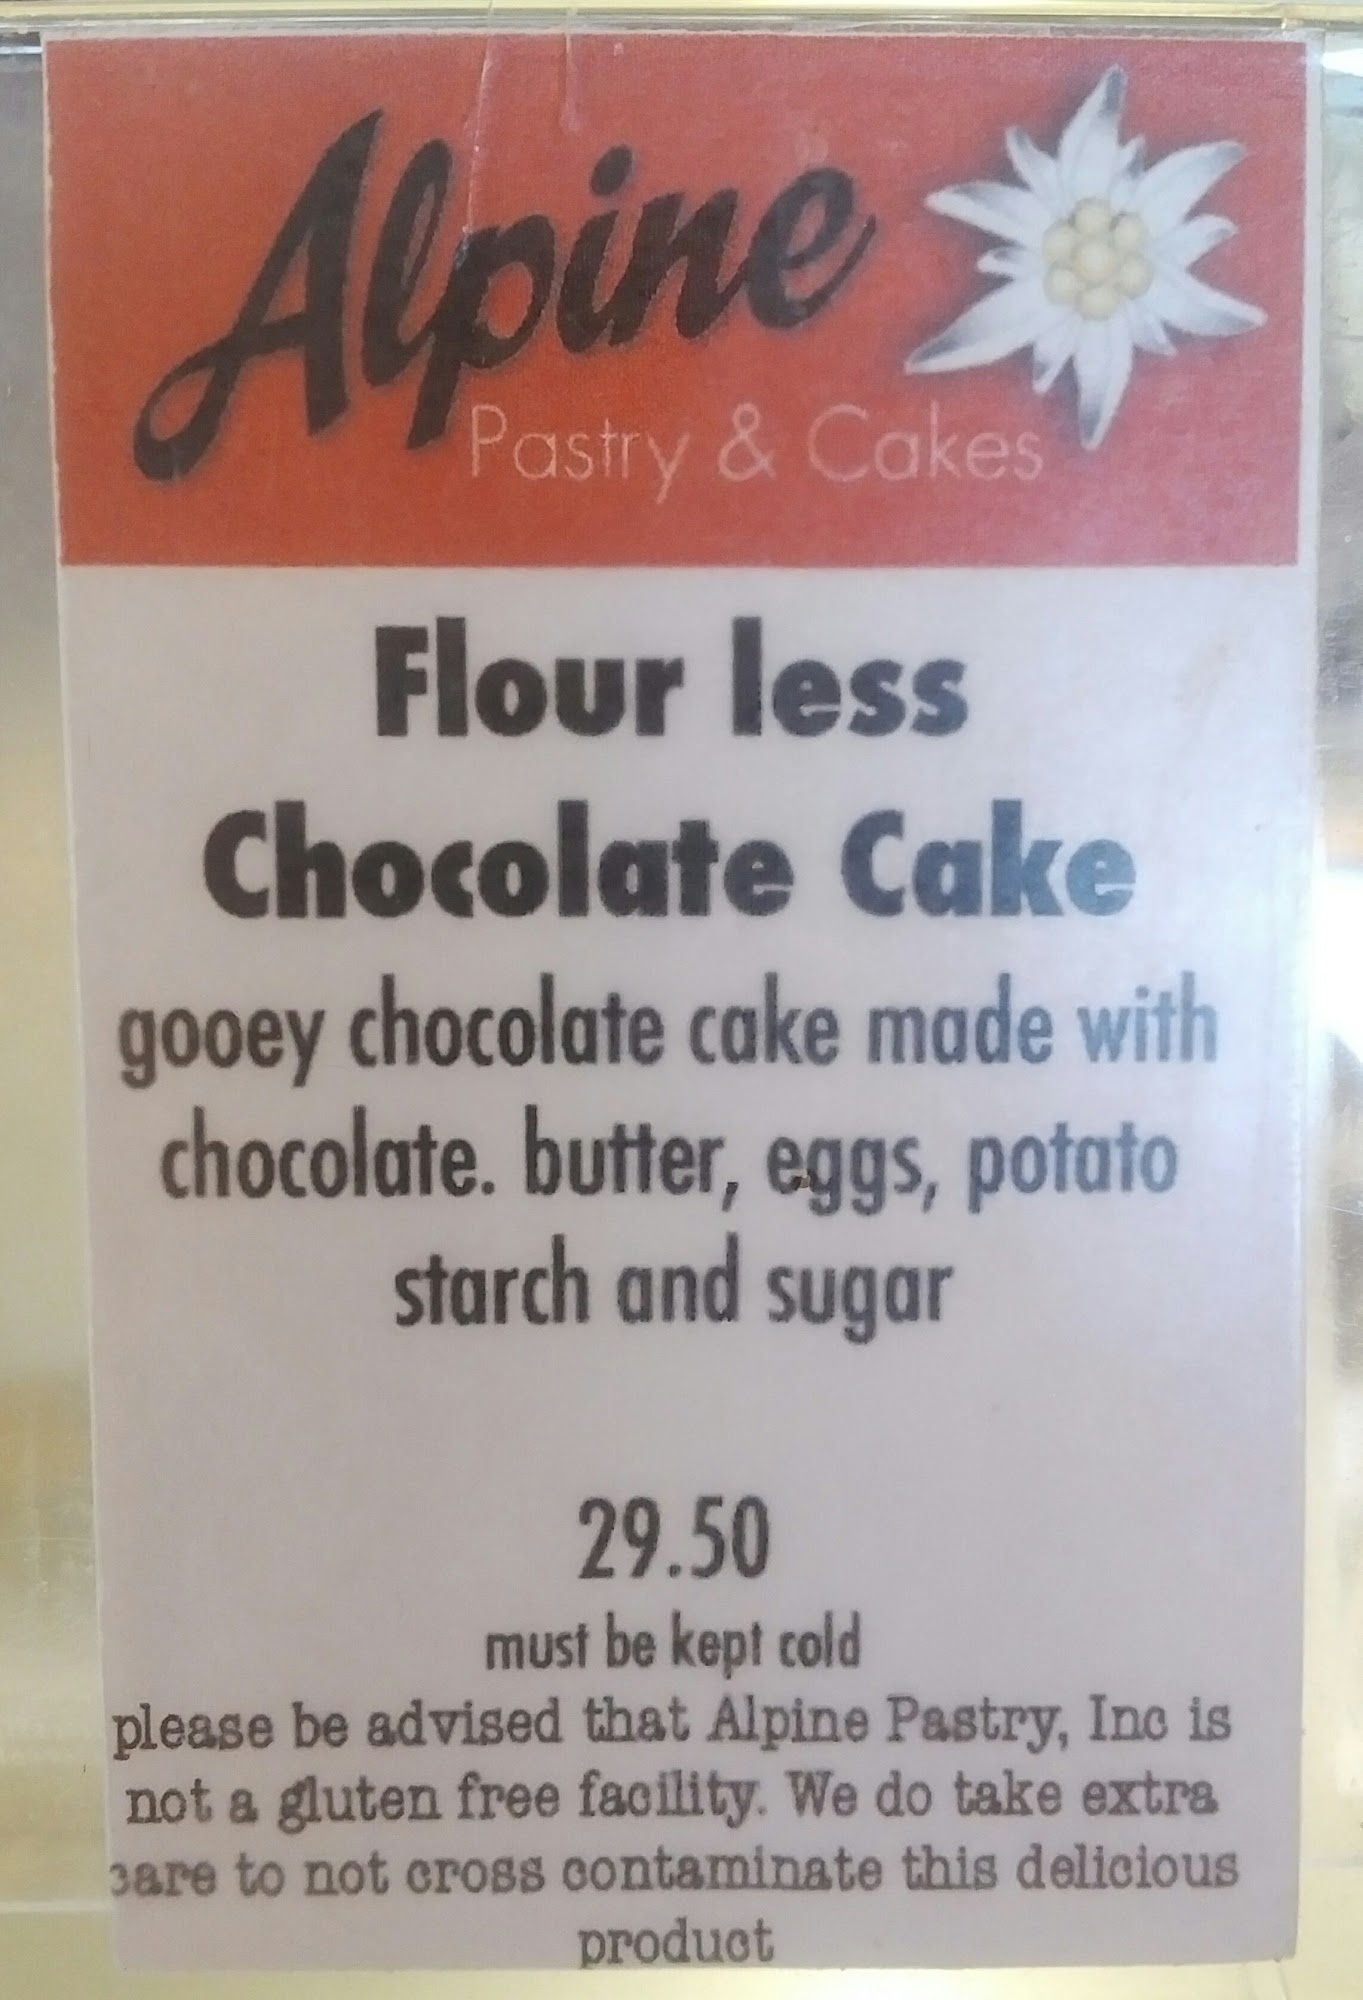 Alpine
Pastry & Cakes
Flour less
Chocolate Cake
gooey chocolate cake made with
chocolate. butter, eggs, potato
starch and sugar
29.50
must be kept cold
please be advised that Alpine Pastry, Inc is
not a gluten free facility. We do take extra
care to not cross contaminate this delicious
product